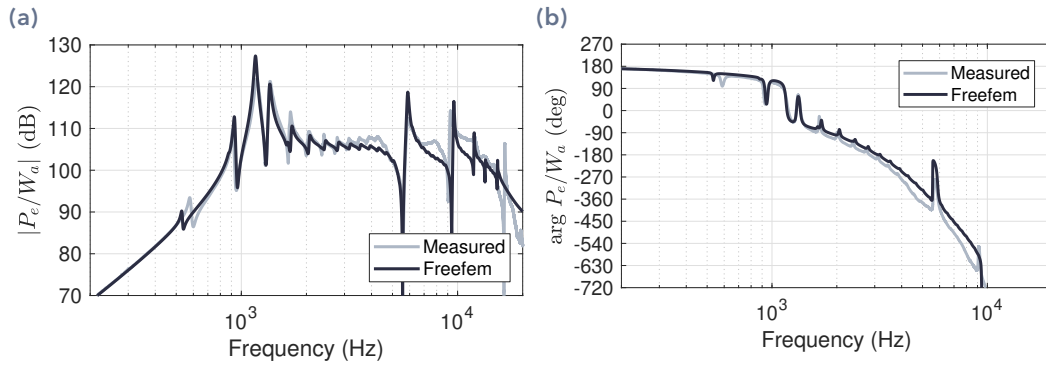 (a)
130
120
110
100
90
80
70
|P_e/W_a| (dB)
Measured
Freefem
10^3
10^4
Frequency (Hz)
(b)
270
180
90
0
-90
-180
-270
-360
-450
-540
-630
-720
arg P_e/W_a (deg)
Measured
Freefem
10^3
10^4
Frequency (Hz)